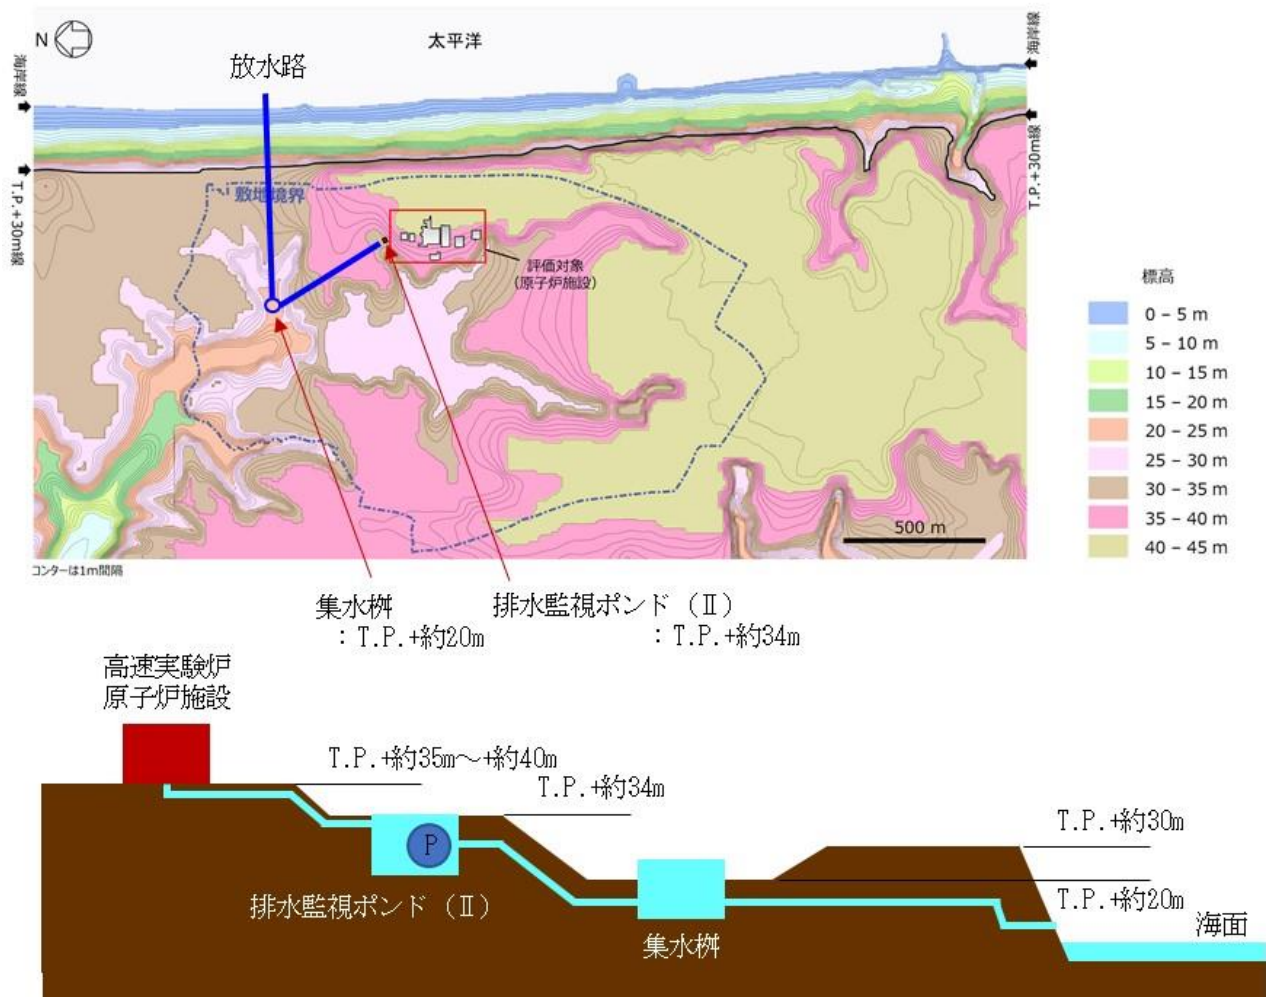 N
太平洋
海岸線
海岸線
放水路
T.P.+30m線
T.P.+30m線
敷地境界
評価対象
(原子炉施設)
500 m
コンターは1m間隔
標高
0 – 5 m
5 – 10 m
10 – 15 m
15 – 20 m
20 – 25 m
25 – 30 m
30 – 35 m
35 – 40 m
40 – 45 m
集水桝
：T.P.+約20m
排水監視ポンド（Ⅱ）
：T.P.+約34m
高速実験炉
原子炉施設
T.P.+約35m～+約40m
T.P.+約34m
T.P.+約30m
P
T.P.+約20m
排水監視ポンド（Ⅱ）
集水桝
海面